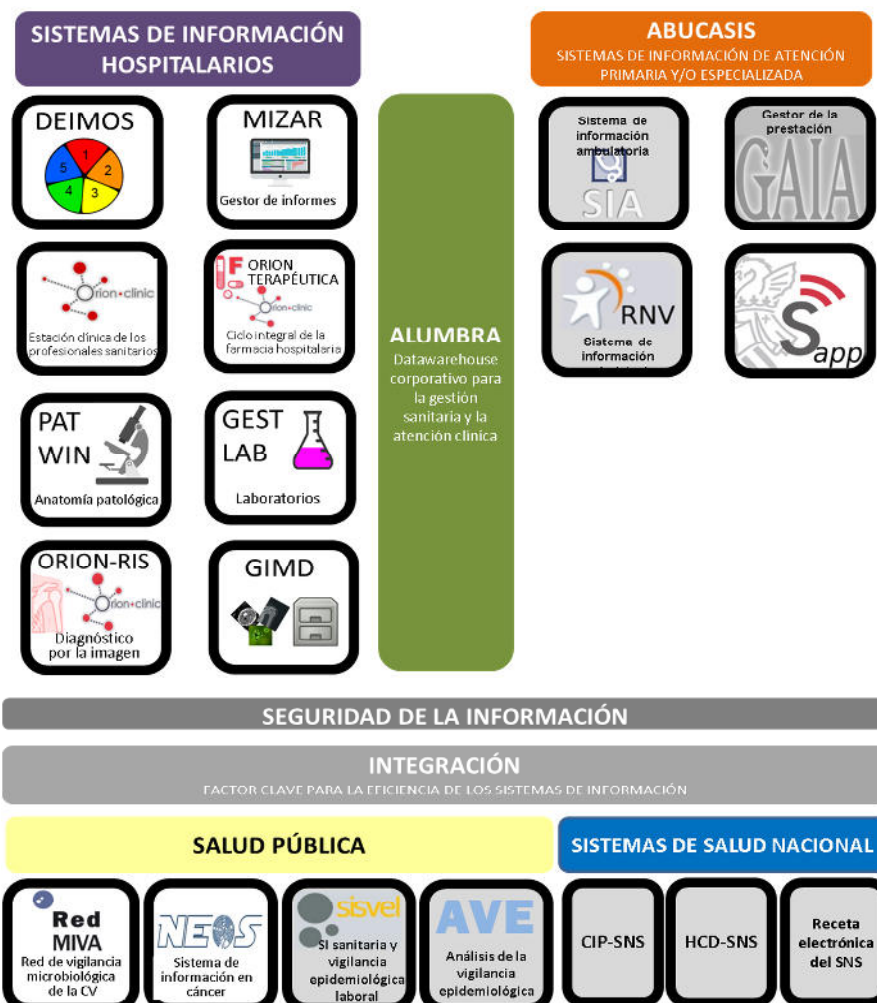 SISTEMAS DE INFORMACIÓN
HOSPITALARIOS
ABUCASIS
SISTEMAS DE INFORMACIÓN DE ATENCIÓN
PRIMARIA Y/O ESPECIALIZADA
DEIMOS
1
2
3
4
5
MIZAR
Gestor de informes
Orion·clinic
Estación clínica de los
profesionales sanitarios
F ORION
TERAPÉUTICA
Orion·clinic
Ciclo integral de la
farmacia hospitalaria
PAT
WIN
Anatomía patológica
GEST
LAB
Laboratorios
ORION-RIS
Orion·clinic
Diagnóstico
por la imagen
GIMD
ALUMBRA
Datawarehouse
corporativo para
la gestión
sanitaria y la
atención clínica
Sistema de
información
ambulatoria
SIA
Gestor de la
prestación
GAIA
RNV
Sistema de
información
S app
SEGURIDAD DE LA INFORMACIÓN
INTEGRACIÓN
FACTOR CLAVE PARA LA EFICIENCIA DE LOS SISTEMAS DE INFORMACIÓN
SALUD PÚBLICA
SISTEMAS DE SALUD NACIONAL
Red
MIVA
Red de vigilancia
microbiológica
de la CV
NEOS
Sistema de
información en
cáncer
sisvel
SI sanitaria y
vigilancia
epidemiológica
laboral
AVE
Análisis de la
vigilancia
epidemiológica
CIP-SNS
HCD-SNS
Receta
electrónica
del SNS